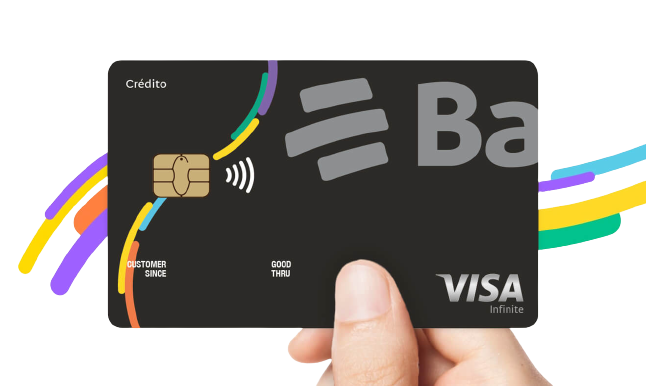 Crédito
Ba
CUSTOMER
SINCE
GOOD
THRU
VISA
Infinite